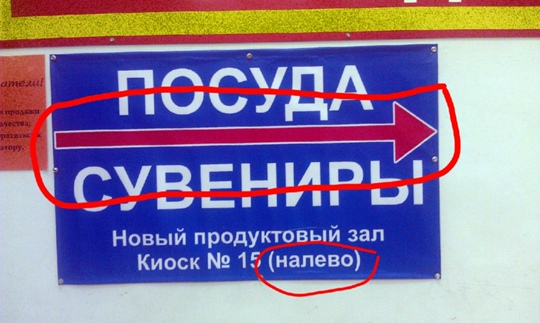 ПОСУДА
СУВЕНИРЫ
Новый продуктовый зал
Киоск № 15 (налево)